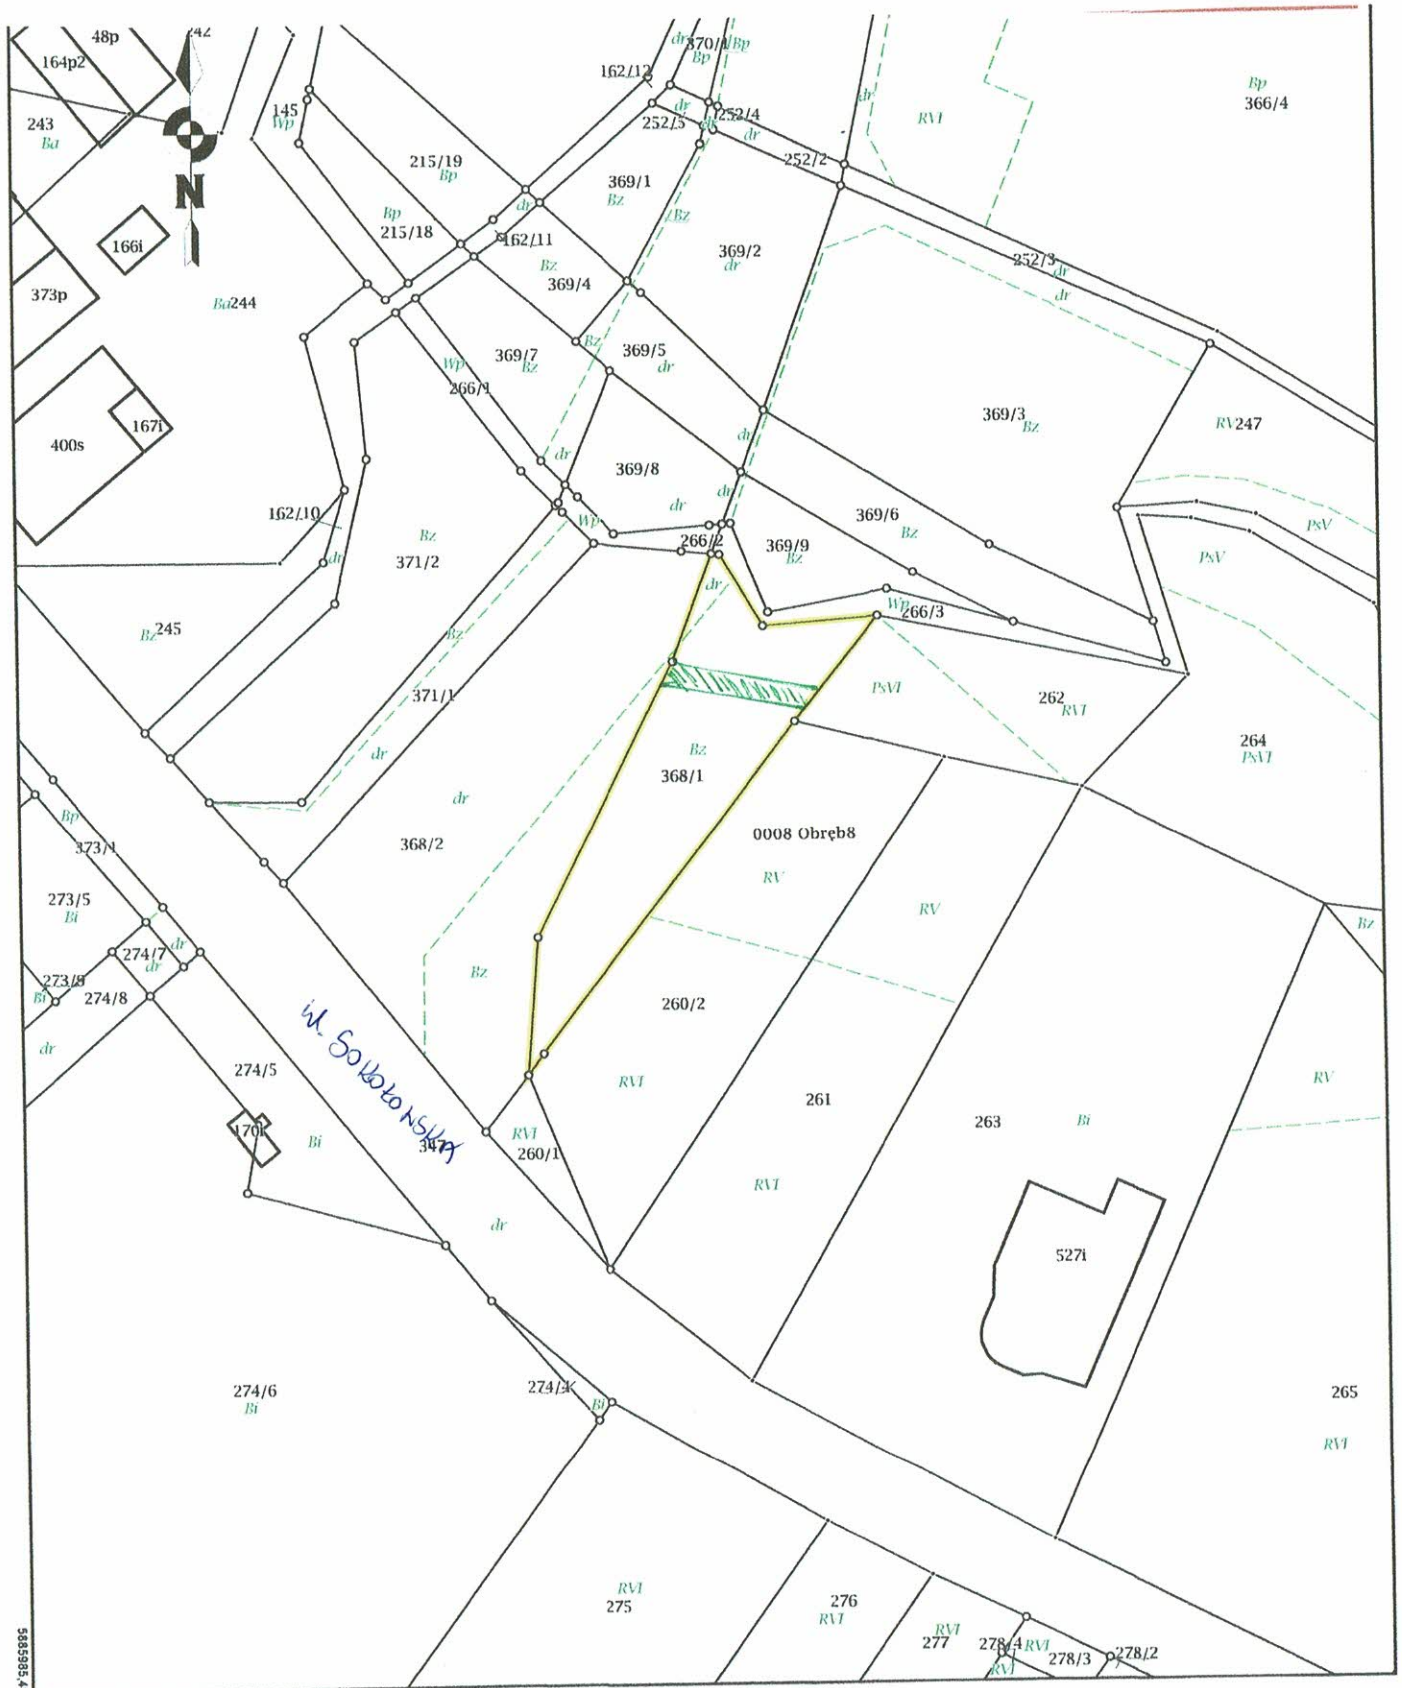 42
48p
164p2
243
Ba
N
166i
373p
Ba244
400s
167i
145
Wp
215/19
Bp
Bp
215/18
162/12
dr
370/1
Bp
Bp
dr
252/4
252/5
dr
dr
252/2
dr
RVI
Bp
366/4
369/1
Bz
Bz
dr
162/11
Bz
369/4
369/2
dr
252/3
dr
dr
Wp
266/1
369/7
Bz
Bz
369/5
dr
369/3
Bz
RV247
162/10
dr
Bz
371/2
dr
369/8
dr
dr
dr
369/6
Bz
PsV
PsV
Wp
266/2
dr
369/9
Bz
Wp
266/3
Bz245
Bz
371/1
dr
PsVI
262
RVI
264
PsVI
Bz
368/1
dr
368/2
0008 Obręb8
RV
RV
Bz
Bp
373/1
273/5
Bi
274/7
dr
dr
Bi
274/8
dr
274/5
Bz
260/2
RVI
261
RVI
263
Bi
RV
ul. SOKOŁOWSKA
347
RVI
260/1
170i
Bi
dr
527i
274/6
Bi
Bi
265
RVI
RVI
275
276
RVI
RVI
277
278/4
RVI
RVI
278/3
278/2
5885985,4